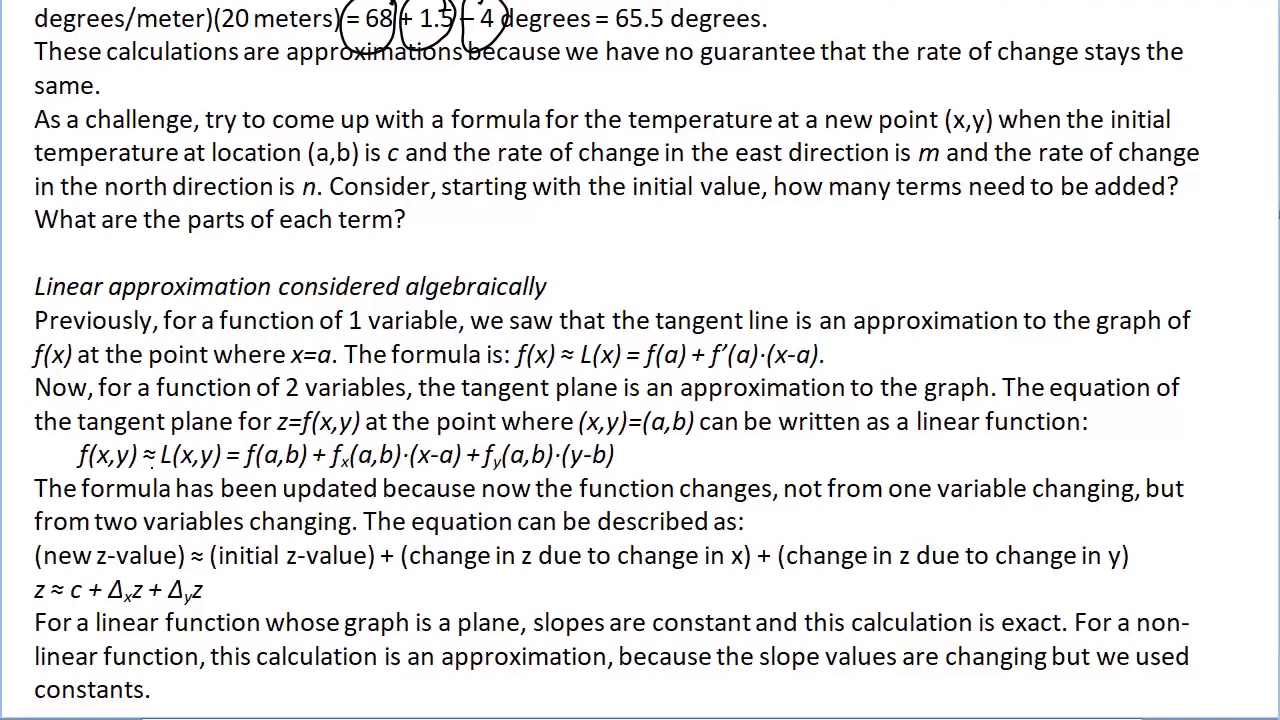 degrees/meter)(20 meters) = 68 + 1.5 – 4 degrees = 65.5 degrees.
These calculations are approximations because we have no guarantee that the rate of change stays the
same.
As a challenge, try to come up with a formula for the temperature at a new point (x,y) when the initial
temperature at location (a,b) is c and the rate of change in the east direction is m and the rate of change
in the north direction is n. Consider, starting with the initial value, how many terms need to be added?
What are the parts of each term?
Linear approximation considered algebraically
Previously, for a function of 1 variable, we saw that the tangent line is an approximation to the graph of
f(x) at the point where x=a. The formula is: f(x) ≈ L(x) = f(a) + f’(a)·(x-a).
Now, for a function of 2 variables, the tangent plane is an approximation to the graph. The equation of
the tangent plane for z=f(x,y) at the point where (x,y)=(a,b) can be written as a linear function:
f(x,y) ≈ L(x,y) = f(a,b) + fₓ(a,b)·(x-a) + f_y(a,b)·(y-b)
The formula has been updated because now the function changes, not from one variable changing, but
from two variables changing. The equation can be described as:
(new z-value) ≈ (initial z-value) + (change in z due to change in x) + (change in z due to change in y)
z ≈ c + Δₓz + Δ_yz
For a linear function whose graph is a plane, slopes are constant and this calculation is exact. For a non-
linear function, this calculation is an approximation, because the slope values are changing but we used
constants.